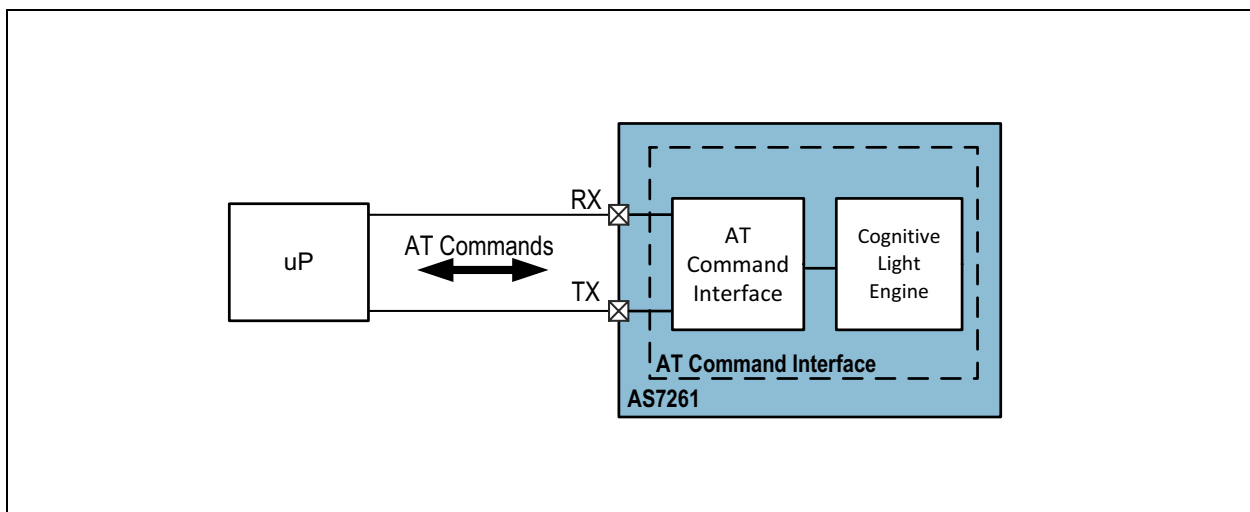 RX
uP
AT Commands
TX
AT
Command
Interface
Cognitive
Light
Engine
AT Command Interface
AS7261